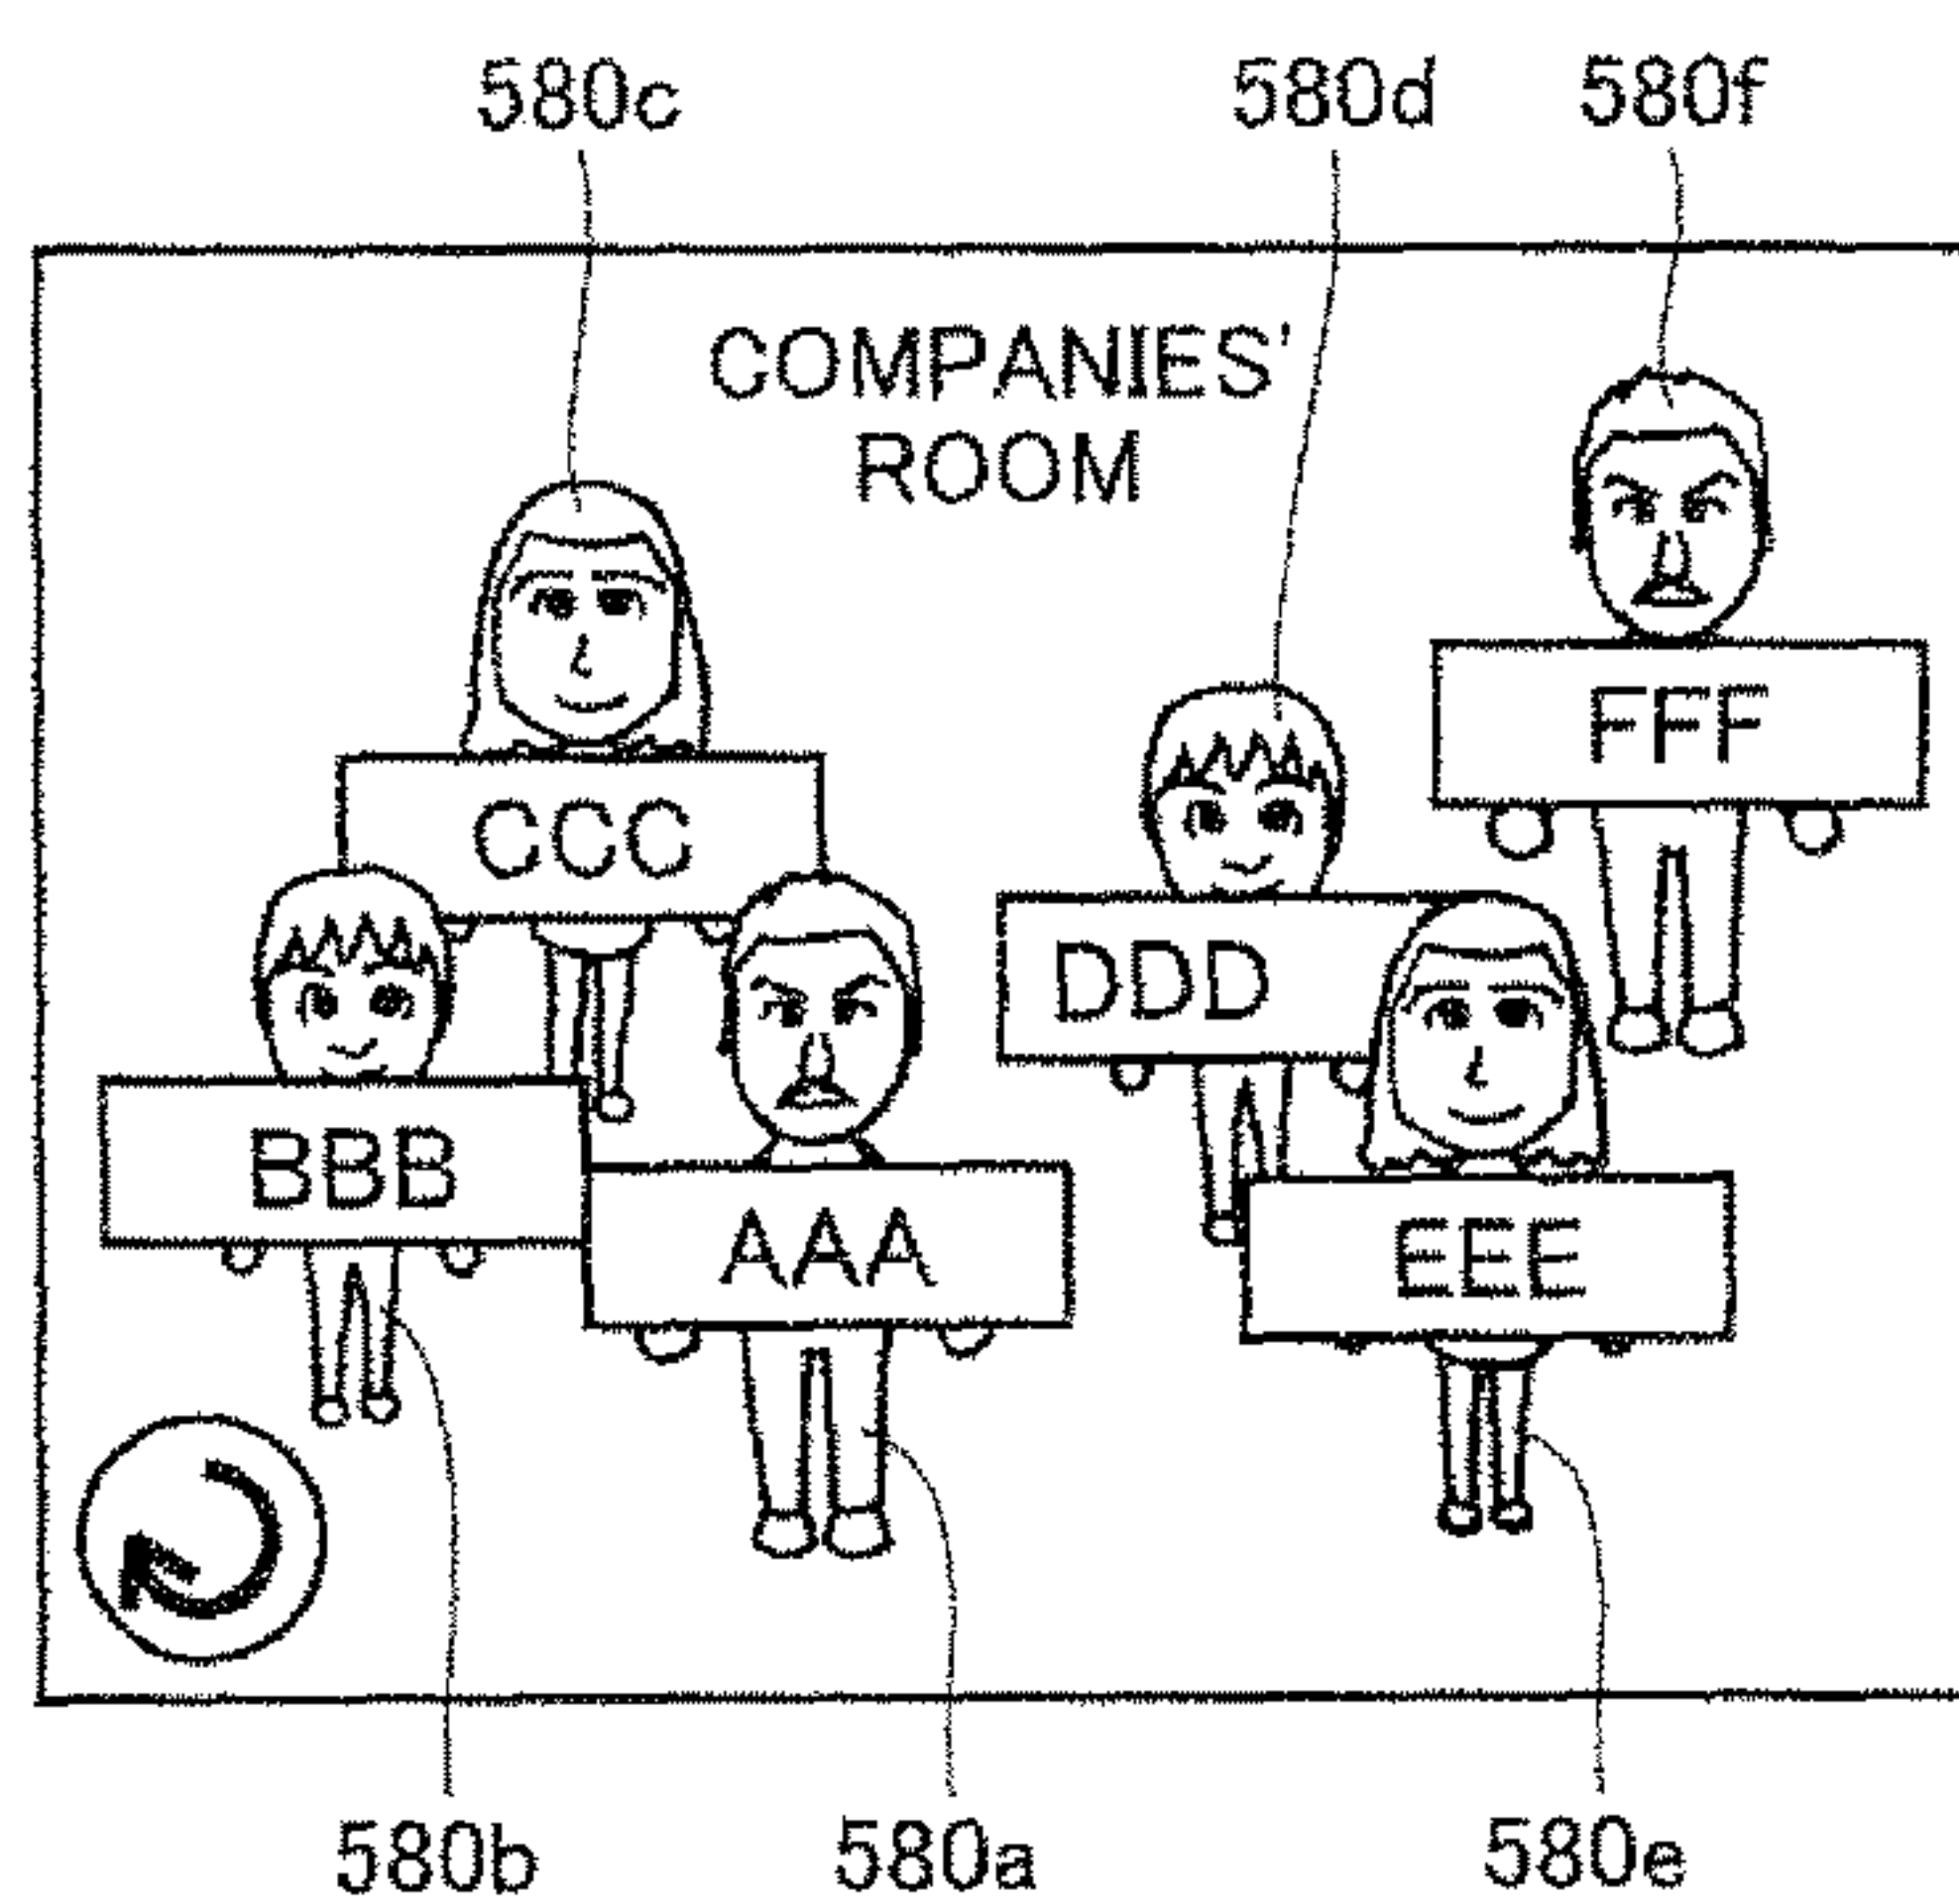 580c 580d 580f
COMPANIES'
ROOM
FFF
CCC
DDD
BBB
AAA
EEE
580b 580a 580e